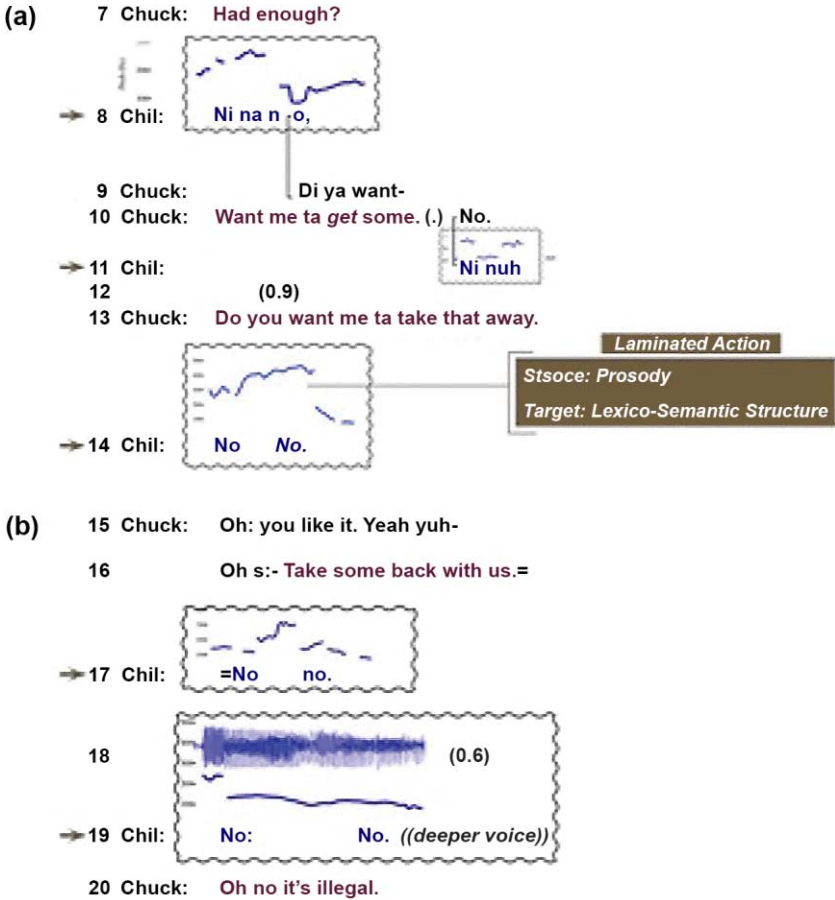 (a) 7 Chuck: Had enough?
8 Chil: Ni na n o,
9 Chuck: Di ya want-
10 Chuck: Want me ta get some. (.) No.
11 Chil: Ni nuh
12 (0.9)
13 Chuck: Do you want me ta take that away.
Laminated Action
Stsoce: Prosody
Target: Lexico-Semantic Structure
14 Chil: No No.
(b) 15 Chuck: Oh: you like it. Yeah yuh-
16 Oh s:- Take some back with us.=
17 Chil: =No no.
18 (0.6)
19 Chil: No: No. ((deeper voice))
20 Chuck: Oh no it’s illegal.